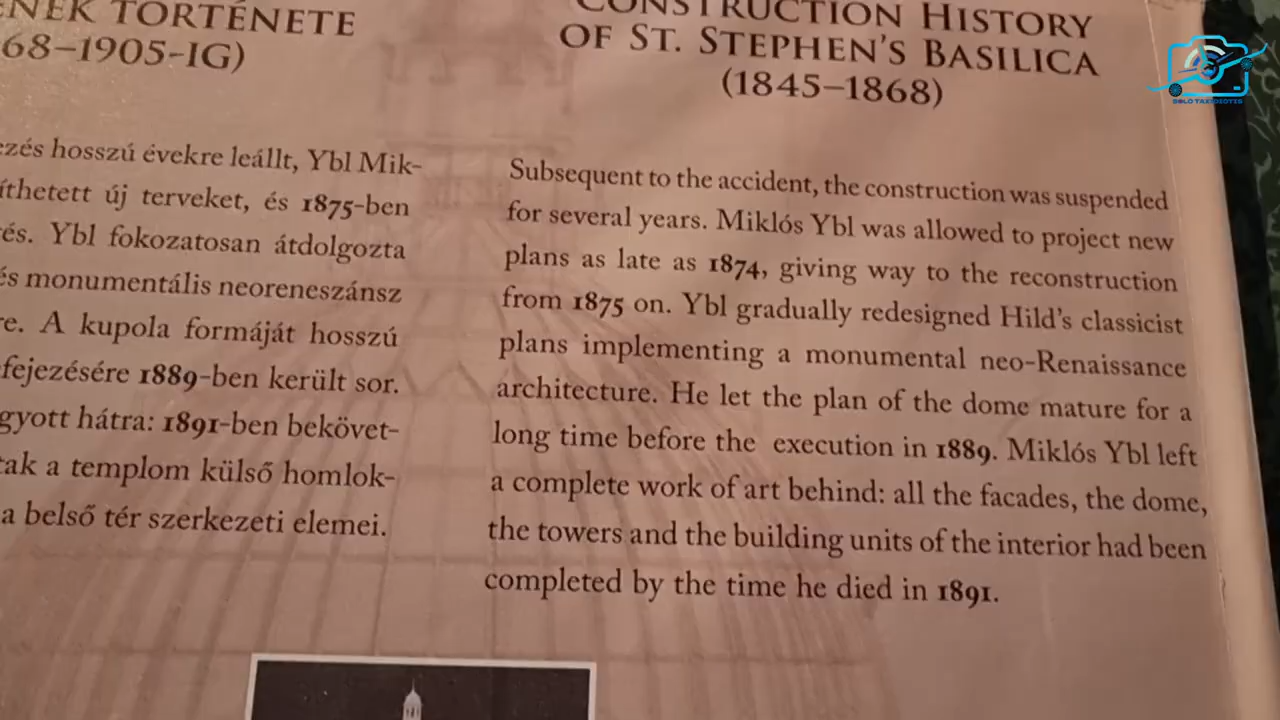 ÉNEK TÖRTÉNETE
68–1905-IG)
zés hosszú évekre leállt, Ybl Mik-
íthetett új terveket, és 1875-ben
és. Ybl fokozatosan átdolgozta
és monumentális neoreneszánsz
re. A kupola formáját hosszú
fejezésére 1889-ben került sor.
gyott hátra: 1891-ben bekövet-
tak a templom külső homlok-
a belső tér szerkezeti elemei.
CONSTRUCTION HISTORY
OF ST. STEPHEN'S BASILICA
(1845–1868)
Subsequent to the accident, the construction was suspended
for several years. Miklós Ybl was allowed to project new
plans as late as 1874, giving way to the reconstruction
from 1875 on. Ybl gradually redesigned Hild's classicist
plans implementing a monumental neo-Renaissance
architecture. He let the plan of the dome mature for a
long time before the execution in 1889. Miklós Ybl left
a complete work of art behind: all the facades, the dome,
the towers and the building units of the interior had been
completed by the time he died in 1891.
SOLO TAXIDIOTIS